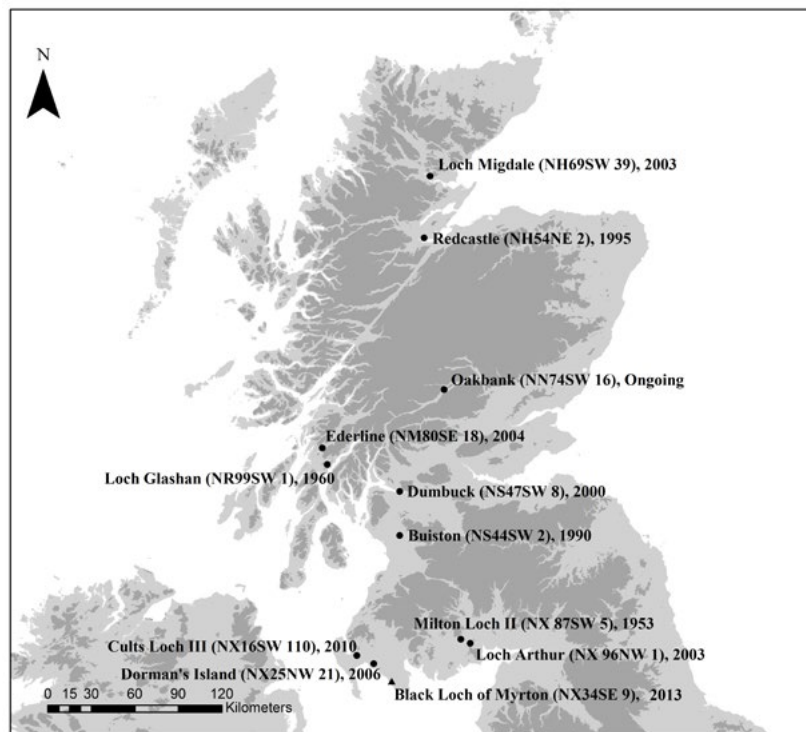 N
Loch Migdale (NH69SW 39), 2003
Redcastle (NH54NE 2), 1995
Oakbank (NN74SW 16), Ongoing
Ederline (NM80SE 18), 2004
Loch Glashan (NR99SW 1), 1960
Dumbuck (NS47SW 8), 2000
Buiston (NS44SW 2), 1990
Milton Loch II (NX 87SW 5), 1953
Cults Loch III (NX16SW 110), 2010
Loch Arthur (NX 96NW 1), 2003
Dorman's Island (NX25NW 21), 2006
Black Loch of Myrton (NX34SE 9), 2013
0 15 30 60 90 120
Kilometers